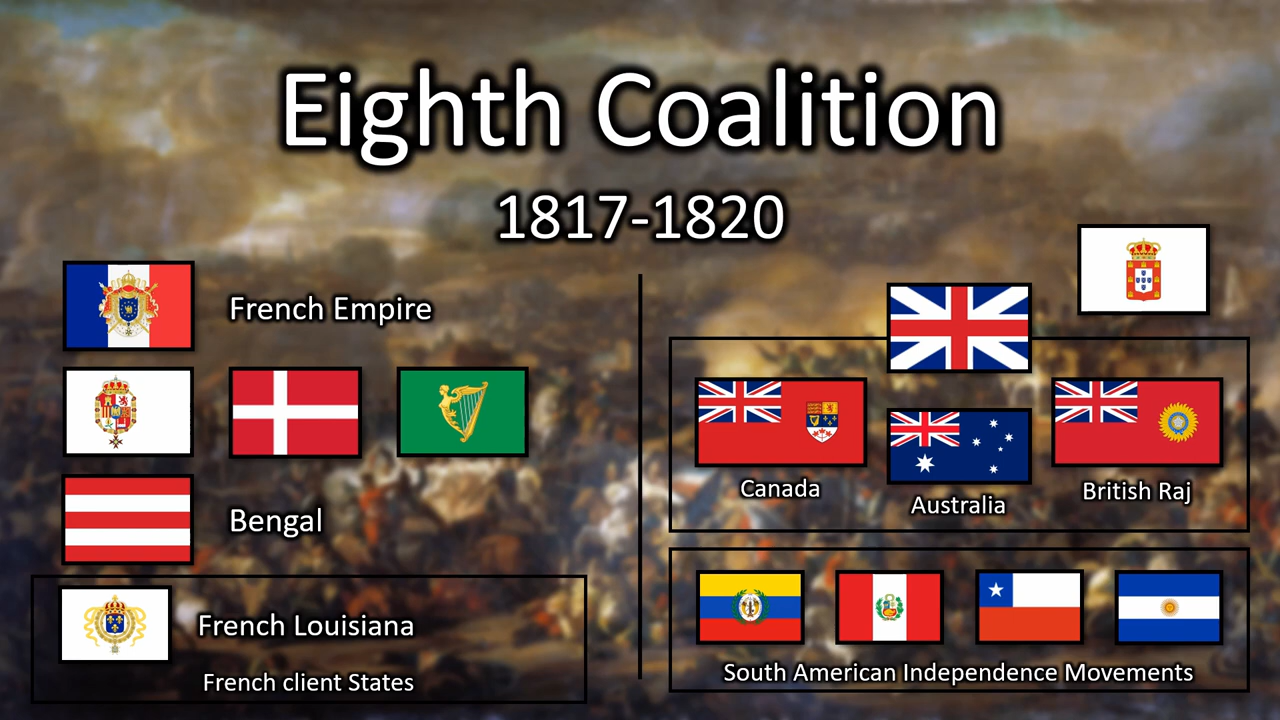 Eighth Coalition
1817-1820
French Empire
Bengal
French Louisiana
French client States
Canada
Australia
British Raj
South American Independence Movements